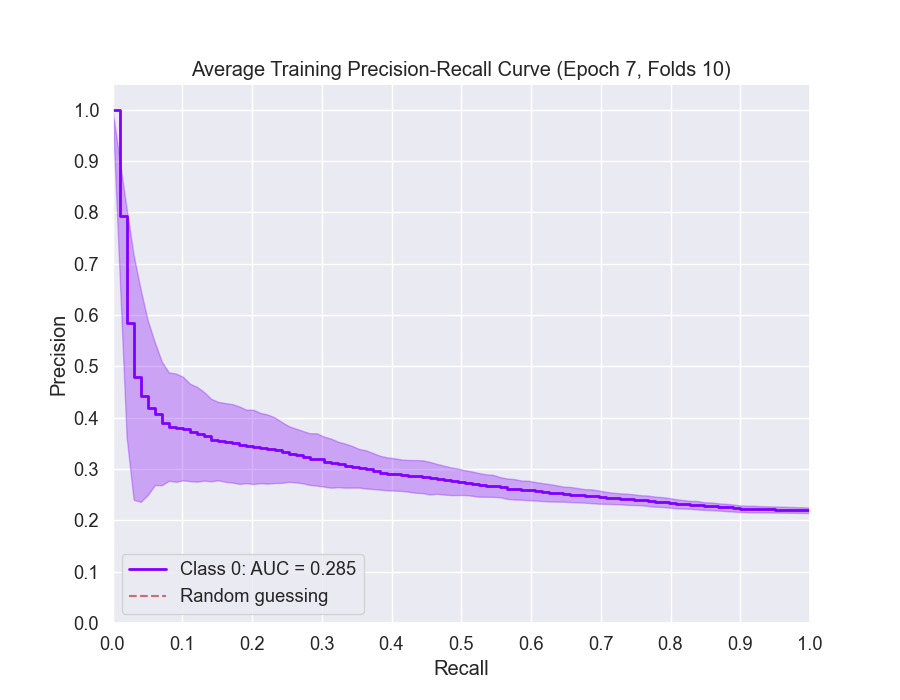 Average Training Precision-Recall Curve (Epoch 7, Folds 10)
1.0
0.9
0.8
0.7
0.6
0.5
0.4
0.3
0.2
0.1
0.0
Precision
Class 0: AUC = 0.285
Random guessing
0.0 0.1 0.2 0.3 0.4 0.5 0.6 0.7 0.8 0.9 1.0
Recall